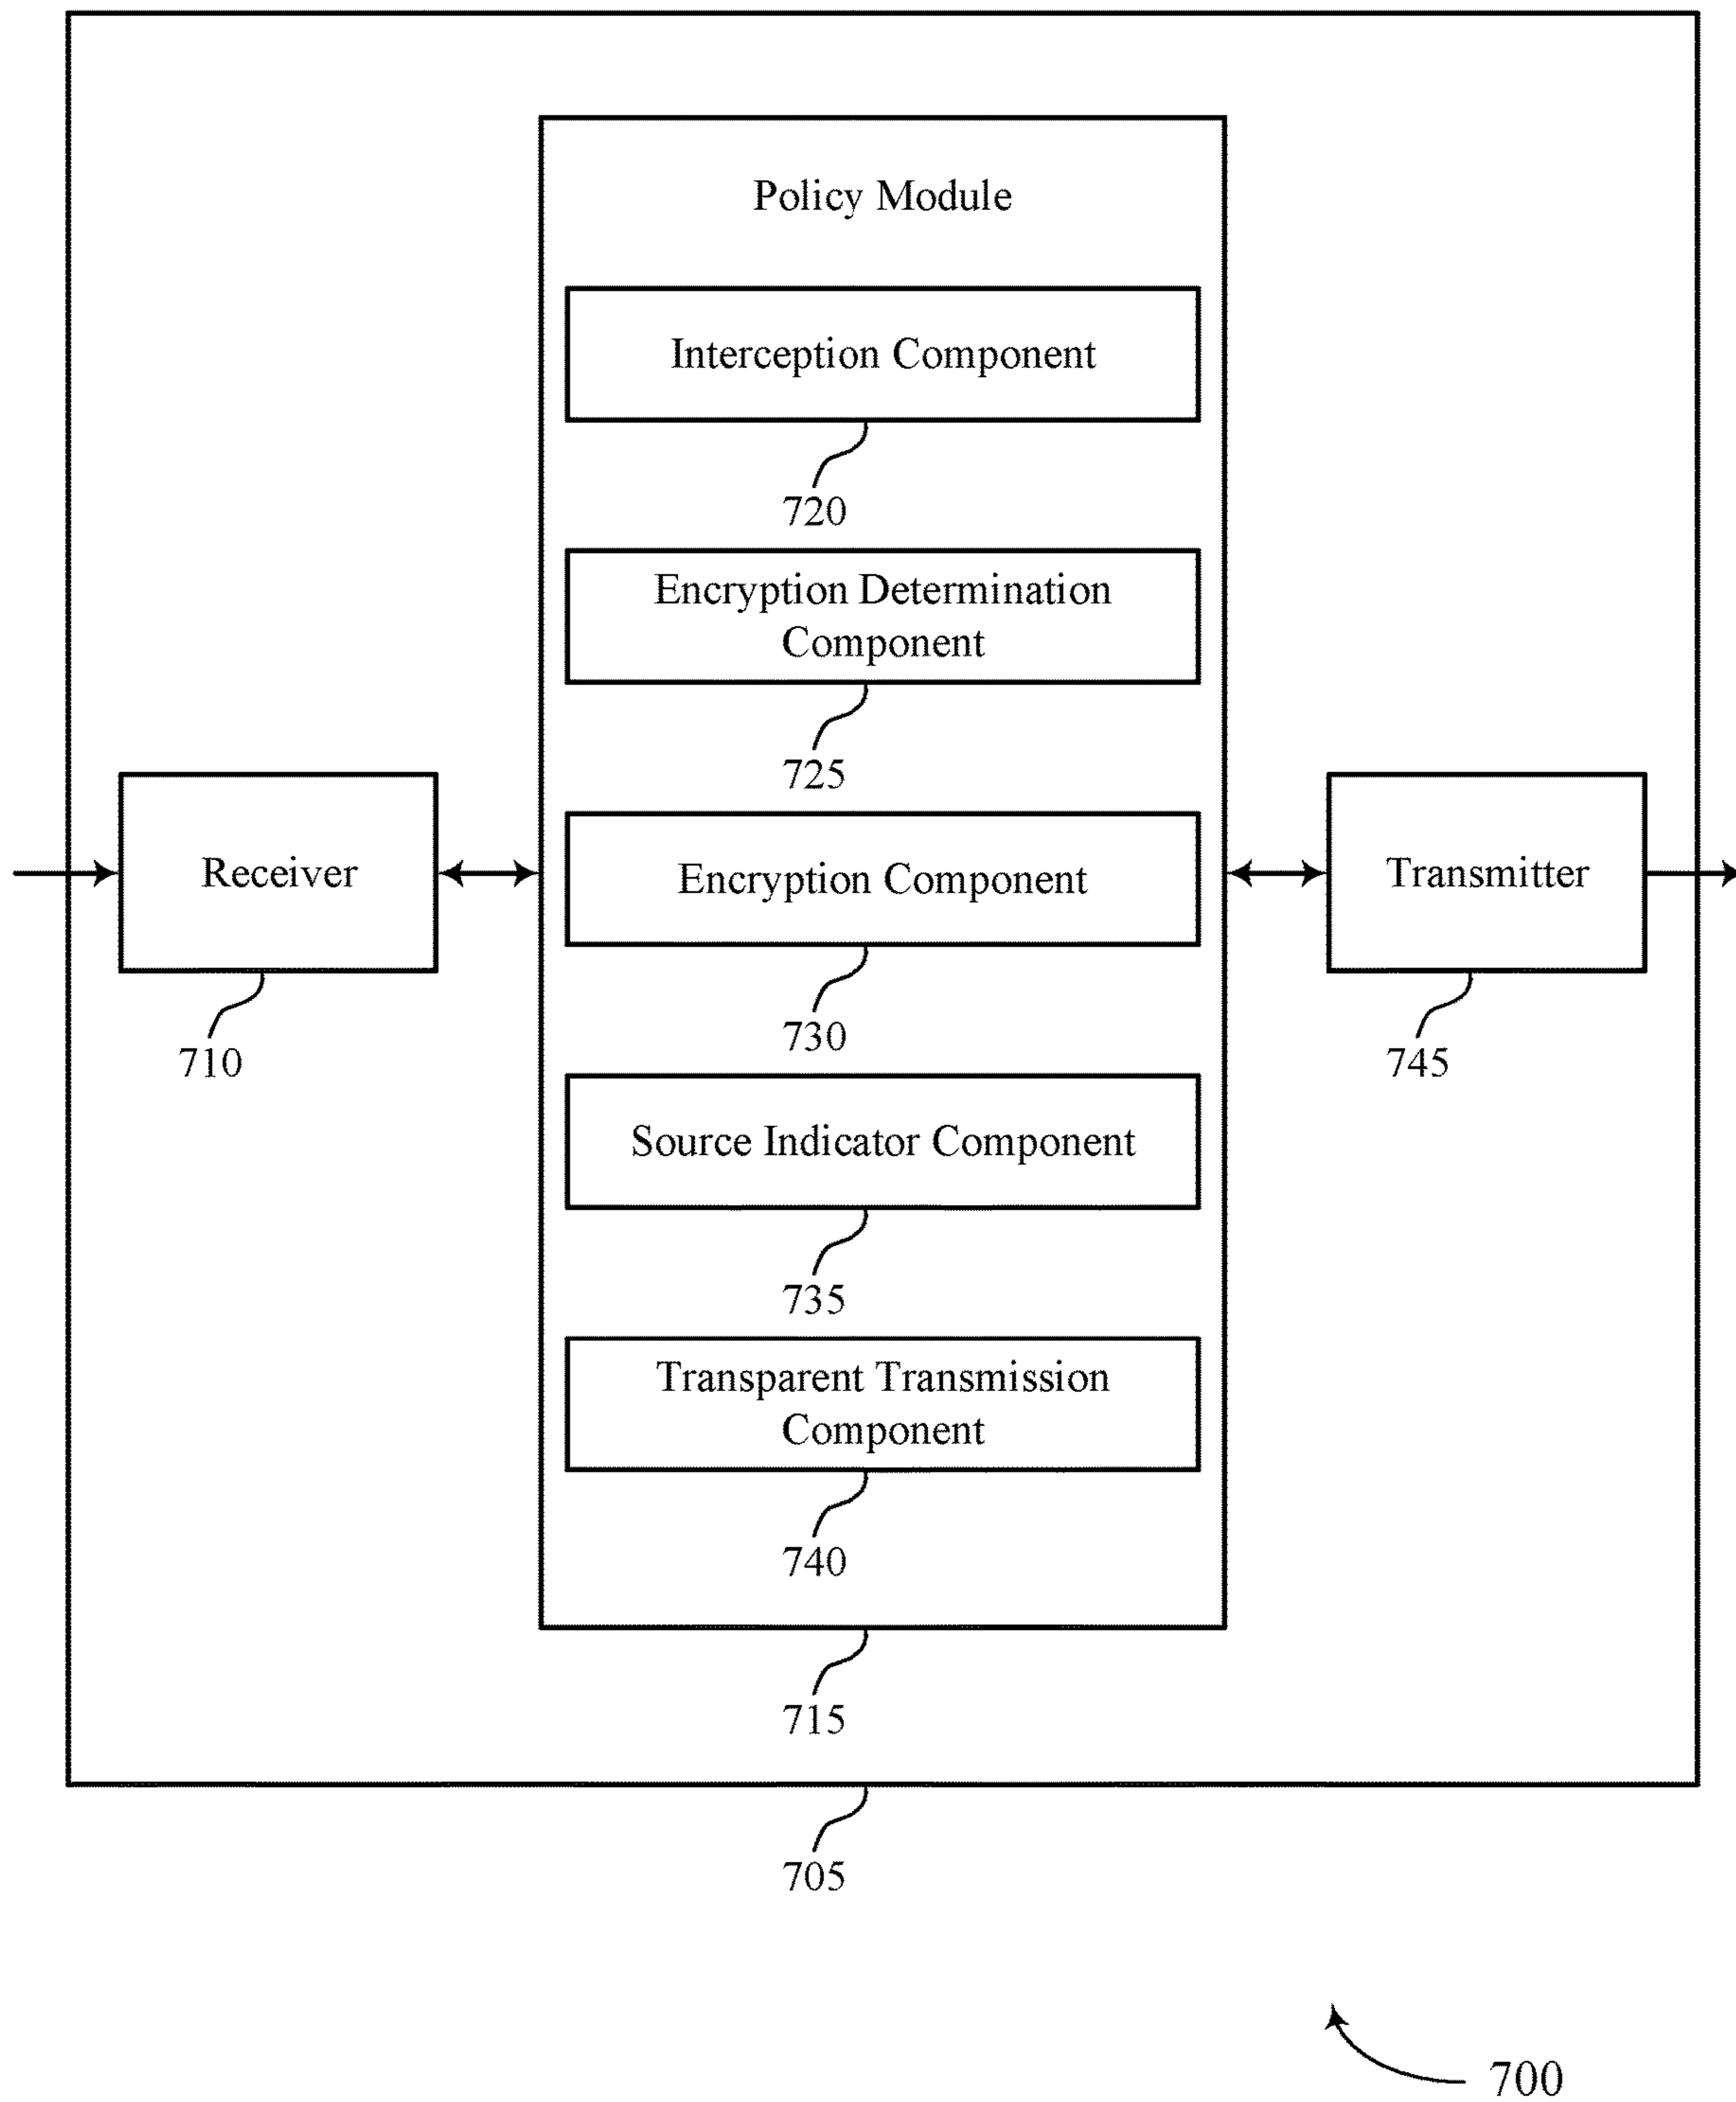 Policy Module
Interception Component
720
Encryption Determination
Component
725
Receiver
710
Encryption Component
730
Transmitter
745
Source Indicator Component
735
Transparent Transmission
Component
740
715
705
700